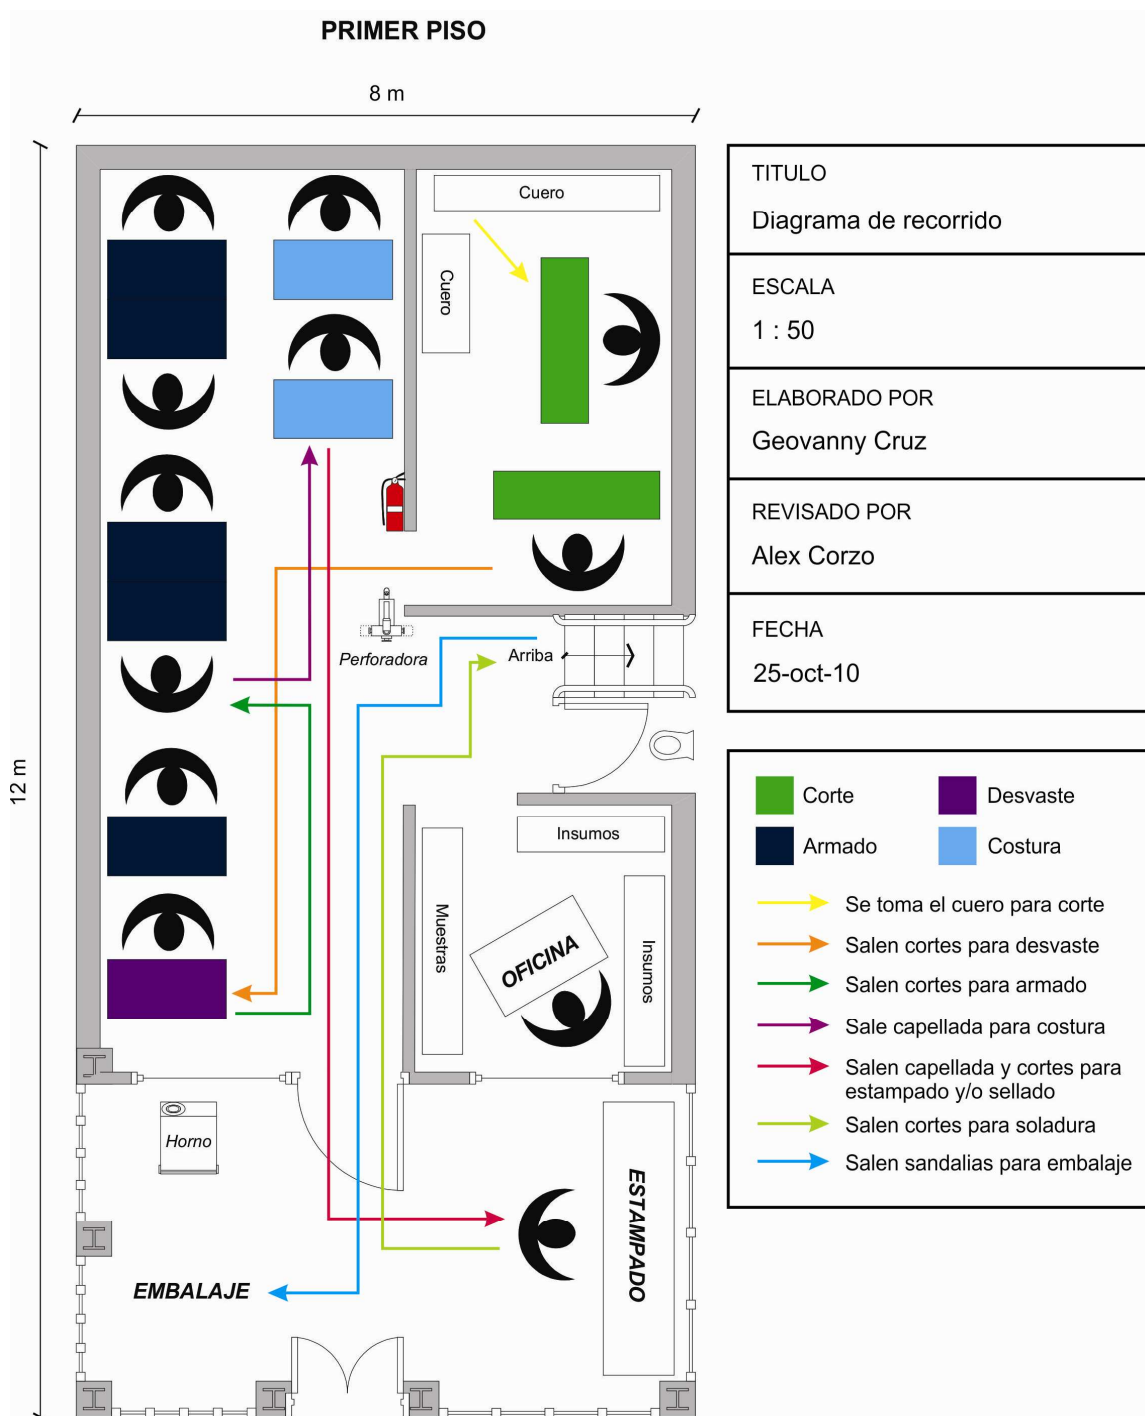 PRIMER PISO
8 m
12 m
Cuero
Cuero
Perforadora
Arriba
Insumos
Muestras
OFICINA
Insumos
Horno
ESTAMPADO
EMBALAJE
TITULO
Diagrama de recorrido
ESCALA
1 : 50
ELABORADO POR
Geovanny Cruz
REVISADO POR
Alex Corzo
FECHA
25-oct-10
Corte
Desvaste
Armado
Costura
Se toma el cuero para corte
Salen cortes para desvaste
Salen cortes para armado
Sale capellada para costura
Salen capellada y cortes para
estampado y/o sellado
Salen cortes para soladura
Salen sandalias para embalaje